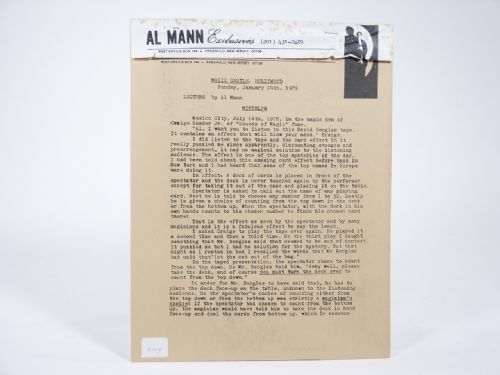 AL MANN Exclusives (201) 431-2429
POST OFFICE BOX 144 • FREEHOLD, NEW JERSEY 07728
POST OFFICE BOX 144 • FREEHOLD, NEW JERSEY 07728
MAGIC CASTLE, HOLLYWOOD
Sunday, January 14th, 1979
LECTURE by Al Mann
MINDBLOW
Mexico City, July 14th, 1978, in the magic den of
Craige Snader Jr. of "Sounds of Magic" fame.
"Al, I want you to listen to this David Berglas tape.
It contains an effect that will blow your mind." Craige.
I did listen to the tape and the card effect in it
really puzzled me since apparently, discounting stooges and
prearrangement, it had no magical solution to the listening
audience. The effect is one of the top mysteries of the day.
I had been told about this amazing card effect before back in
New York and I had heard that some of the top names in Europe
were doing it.
In effect: A deck of cards is placed in front of the
spectator and the deck is never touched again by the performer
except for taking it out of the case and placing it on the table.
Spectator is asked to call out the name of any playing
card. Next he is told to choose any number from 1 to 52. Lastly
he is given a choice of counting from the top down in the deck
or from the bottom up. When the spectator, with the deck in his
own hands counts to his chosen number he finds his chosen card
there!
That is the effect as seen by the spectator and by many
magicians and it is a fabulous effect to say the least.
I asked Craige to play the tape over again. He played it
a second time and then a third time. On the third play I caught
something that Mr. Berglas said that seemed to be out of context.
It puzzled me but I had no solution for the mystery. But that
night as I rested in bed I recalled the words that Mr Berglas
had said that"let the cat out of the bag".
In the taped presentation, the spectator chose to count
from the top down. So Mr. Berglas told him, "Very well, please
take the deck, and of course you must turn the deck over to
count from the top down."
In order for Mr. Berglas to have said that, he had to
place the deck face-up on the table, unknown to the listening
audience. So the spectator's choice of counting either from
the top down or from the bottom up was strictly a magician's
choice! If the spectator had chosen to count from the bottom
up, the magician would have told him to take the deck in hand
face-up and deal the cards from bottom up, which in essence